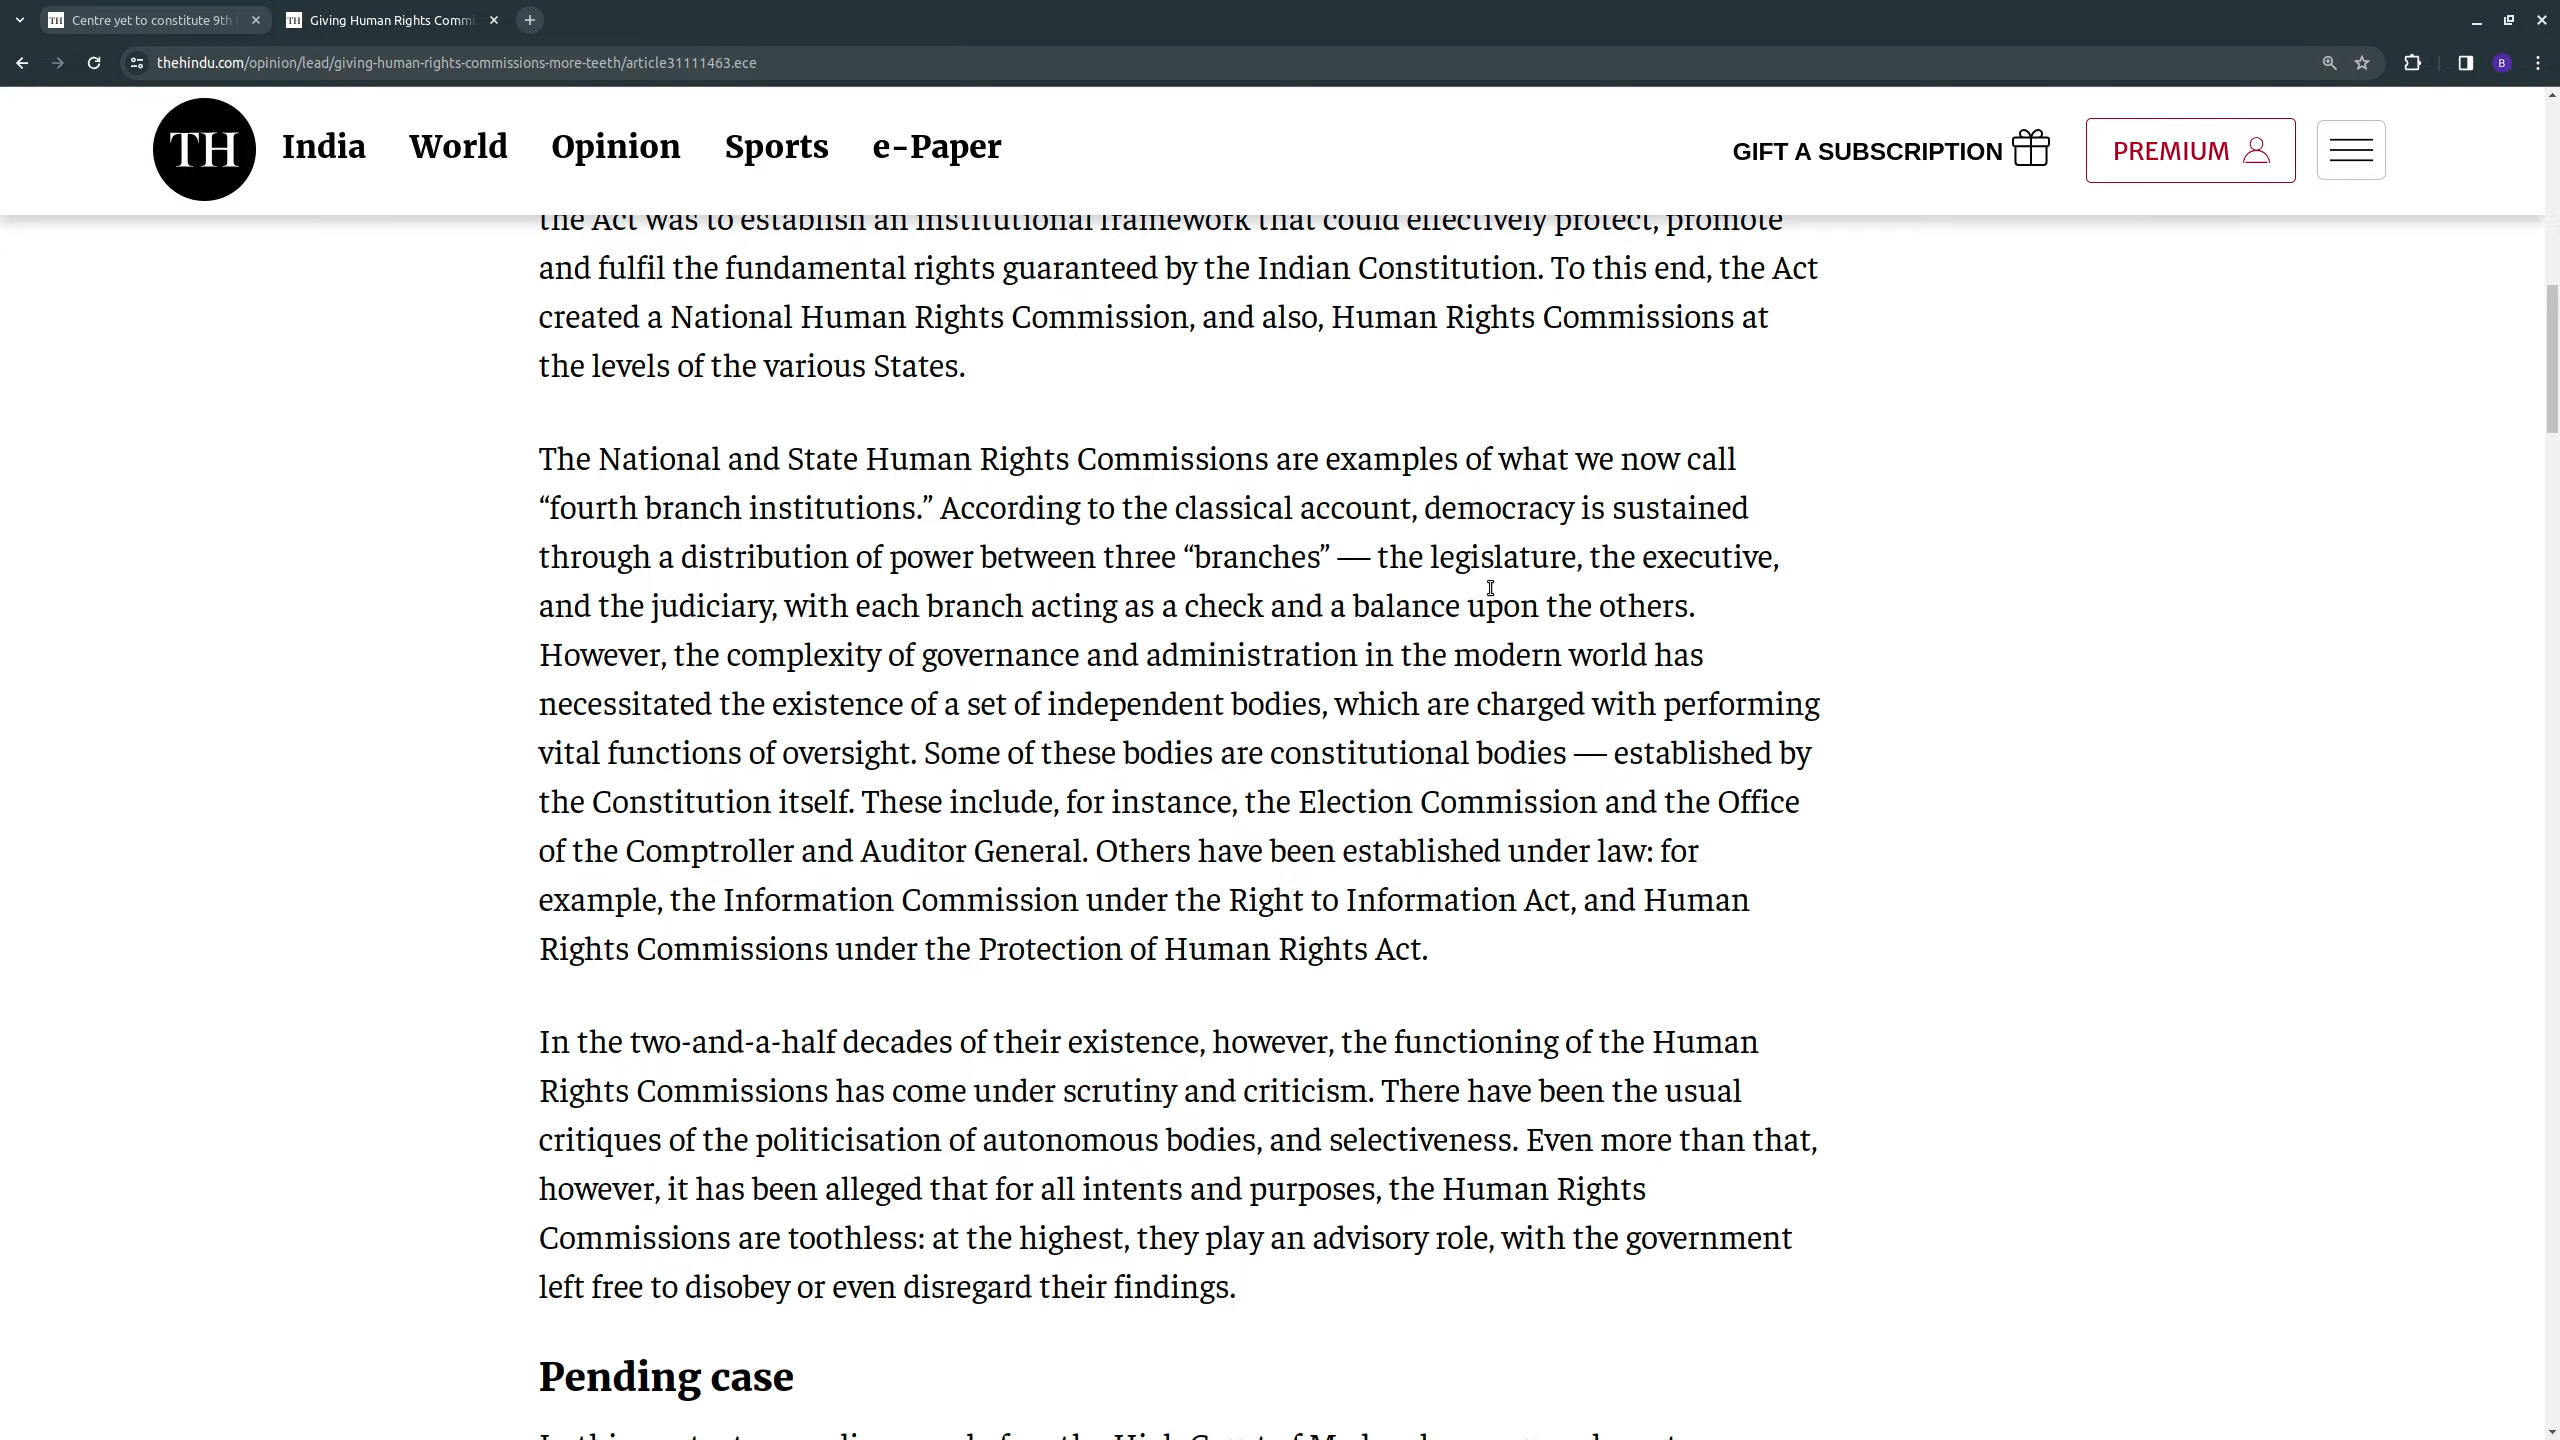 Centre yet to constitute 9th
Giving Human Rights Comm
thehindu.com/opinion/lead/giving-human-rights-commissions-more-teeth/article31111463.ece
B
TH
India
World
Opinion
Sports
e-Paper
GIFT A SUBSCRIPTION
PREMIUM
the Act was to establish an institutional framework that could effectively protect, promote
and fulfil the fundamental rights guaranteed by the Indian Constitution. To this end, the Act
created a National Human Rights Commission, and also, Human Rights Commissions at
the levels of the various States.
The National and State Human Rights Commissions are examples of what we now call
“fourth branch institutions.” According to the classical account, democracy is sustained
through a distribution of power between three “branches” — the legislature, the executive,
and the judiciary, with each branch acting as a check and a balance upon the others.
However, the complexity of governance and administration in the modern world has
necessitated the existence of a set of independent bodies, which are charged with performing
vital functions of oversight. Some of these bodies are constitutional bodies — established by
the Constitution itself. These include, for instance, the Election Commission and the Office
of the Comptroller and Auditor General. Others have been established under law: for
example, the Information Commission under the Right to Information Act, and Human
Rights Commissions under the Protection of Human Rights Act.
In the two-and-a-half decades of their existence, however, the functioning of the Human
Rights Commissions has come under scrutiny and criticism. There have been the usual
critiques of the politicisation of autonomous bodies, and selectiveness. Even more than that,
however, it has been alleged that for all intents and purposes, the Human Rights
Commissions are toothless: at the highest, they play an advisory role, with the government
left free to disobey or even disregard their findings.
Pending case